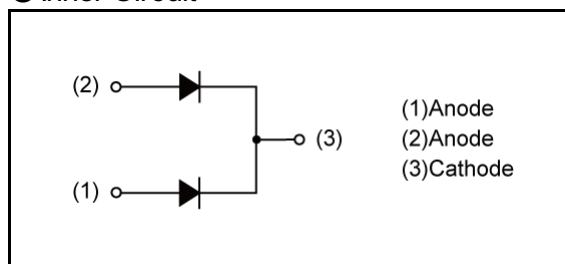 Inner Circuit
(2)
(1)Anode
(2)Anode
(3)
(3)Cathode
(1)